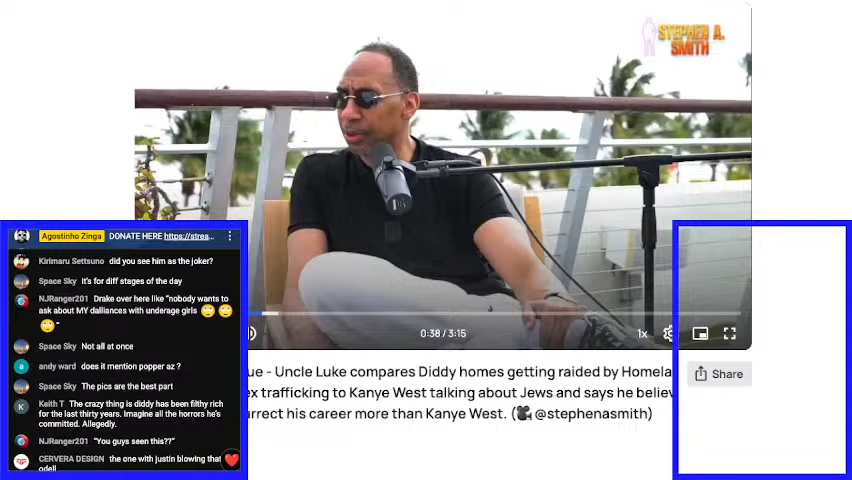 STEPHEN A.
SMITH
Agostinho Zinga DONATE HERE https://strea...
Kirimaru Settsuno did you see him as the joker?
Space Sky It's for diff stages of the day
NJRanger201 Drake over here like "nobody wants
to ask about MY dalliances with underage girls 🙄 🙄
🙄"
Space Sky Not all at once
andy ward does it mention popper az ?
Space Sky The pics are the best part
Keith T The crazy thing is diddy has been filthy rich
for the last thirty years. Imagine all the horrors he's
committed. Allegedly.
NJRanger201 "You guys seen this??"
CERVERA DESIGN the one with justin blowing that
odell
0:38 / 3:15
1x
ue - Uncle Luke compares Diddy homes getting raided by Homela
ex trafficking to Kanye West talking about Jews and says he believ
urrect his career more than Kanye West. (🎥 @stephenasmith)
Share